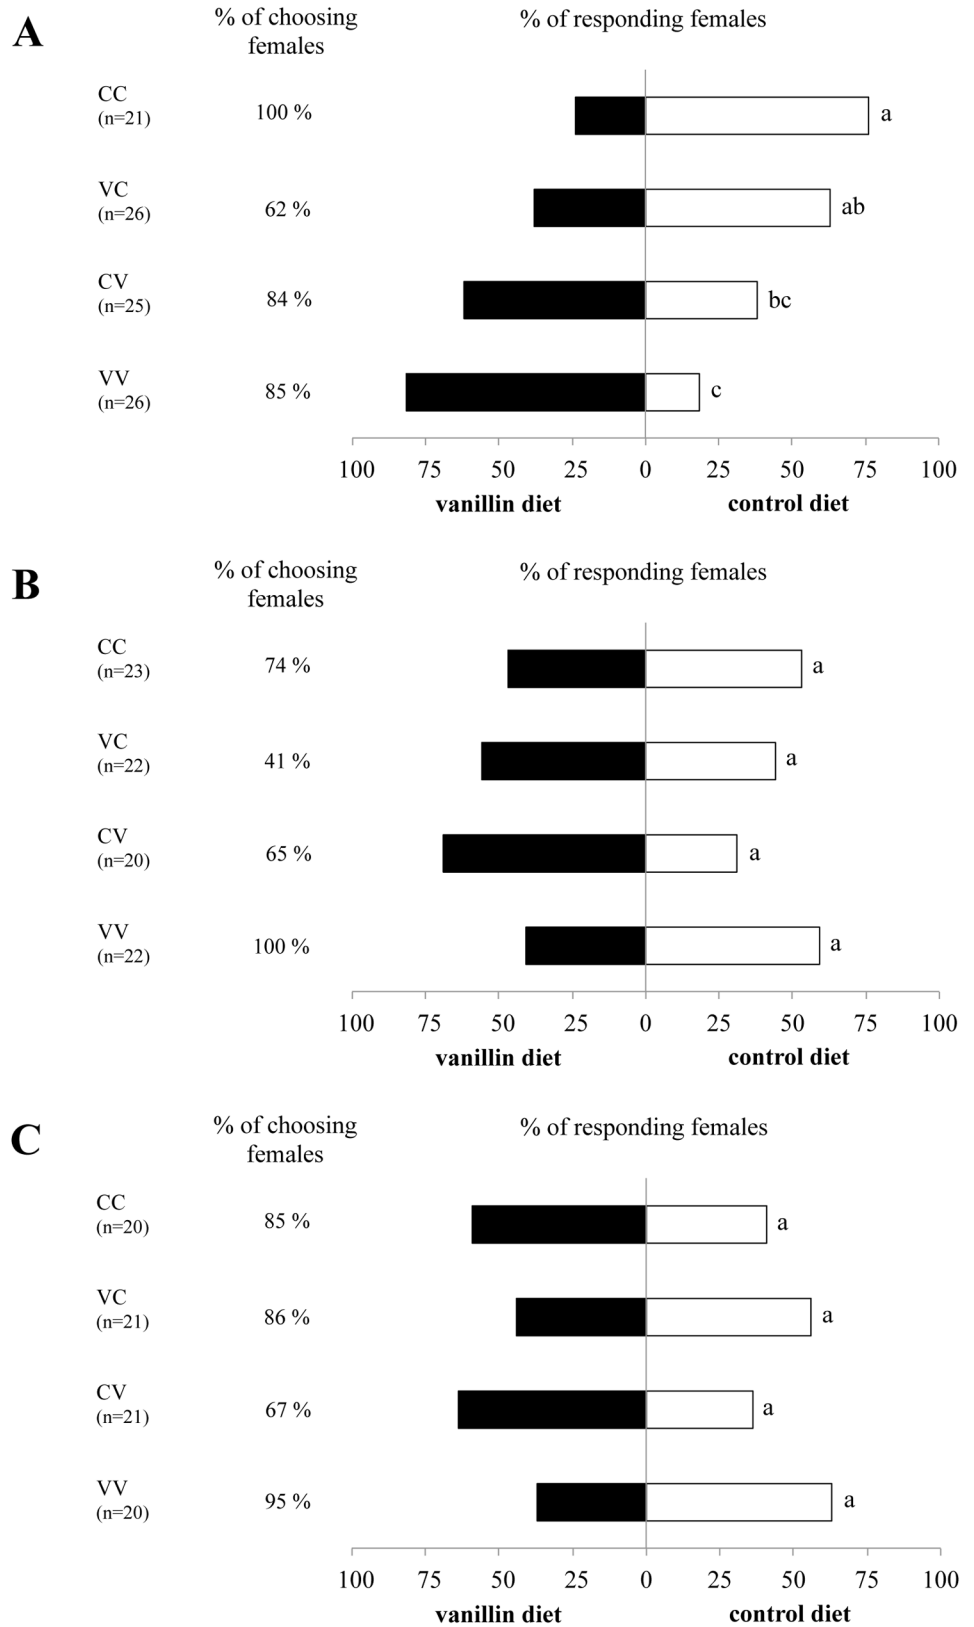 A
% of choosing
females
% of responding females
CC
(n=21)
100 %
a
VC
(n=26)
62 %
ab
CV
(n=25)
84 %
bc
VV
(n=26)
85 %
c
100 75 50 25 0 25 50 75 100
vanillin diet control diet
B
% of choosing
females
% of responding females
CC
(n=23)
74 %
a
VC
(n=22)
41 %
a
CV
(n=20)
65 %
a
VV
(n=22)
100 %
a
100 75 50 25 0 25 50 75 100
vanillin diet control diet
C
% of choosing
females
% of responding females
CC
(n=20)
85 %
a
VC
(n=21)
86 %
a
CV
(n=21)
67 %
a
VV
(n=20)
95 %
a
100 75 50 25 0 25 50 75 100
vanillin diet control diet